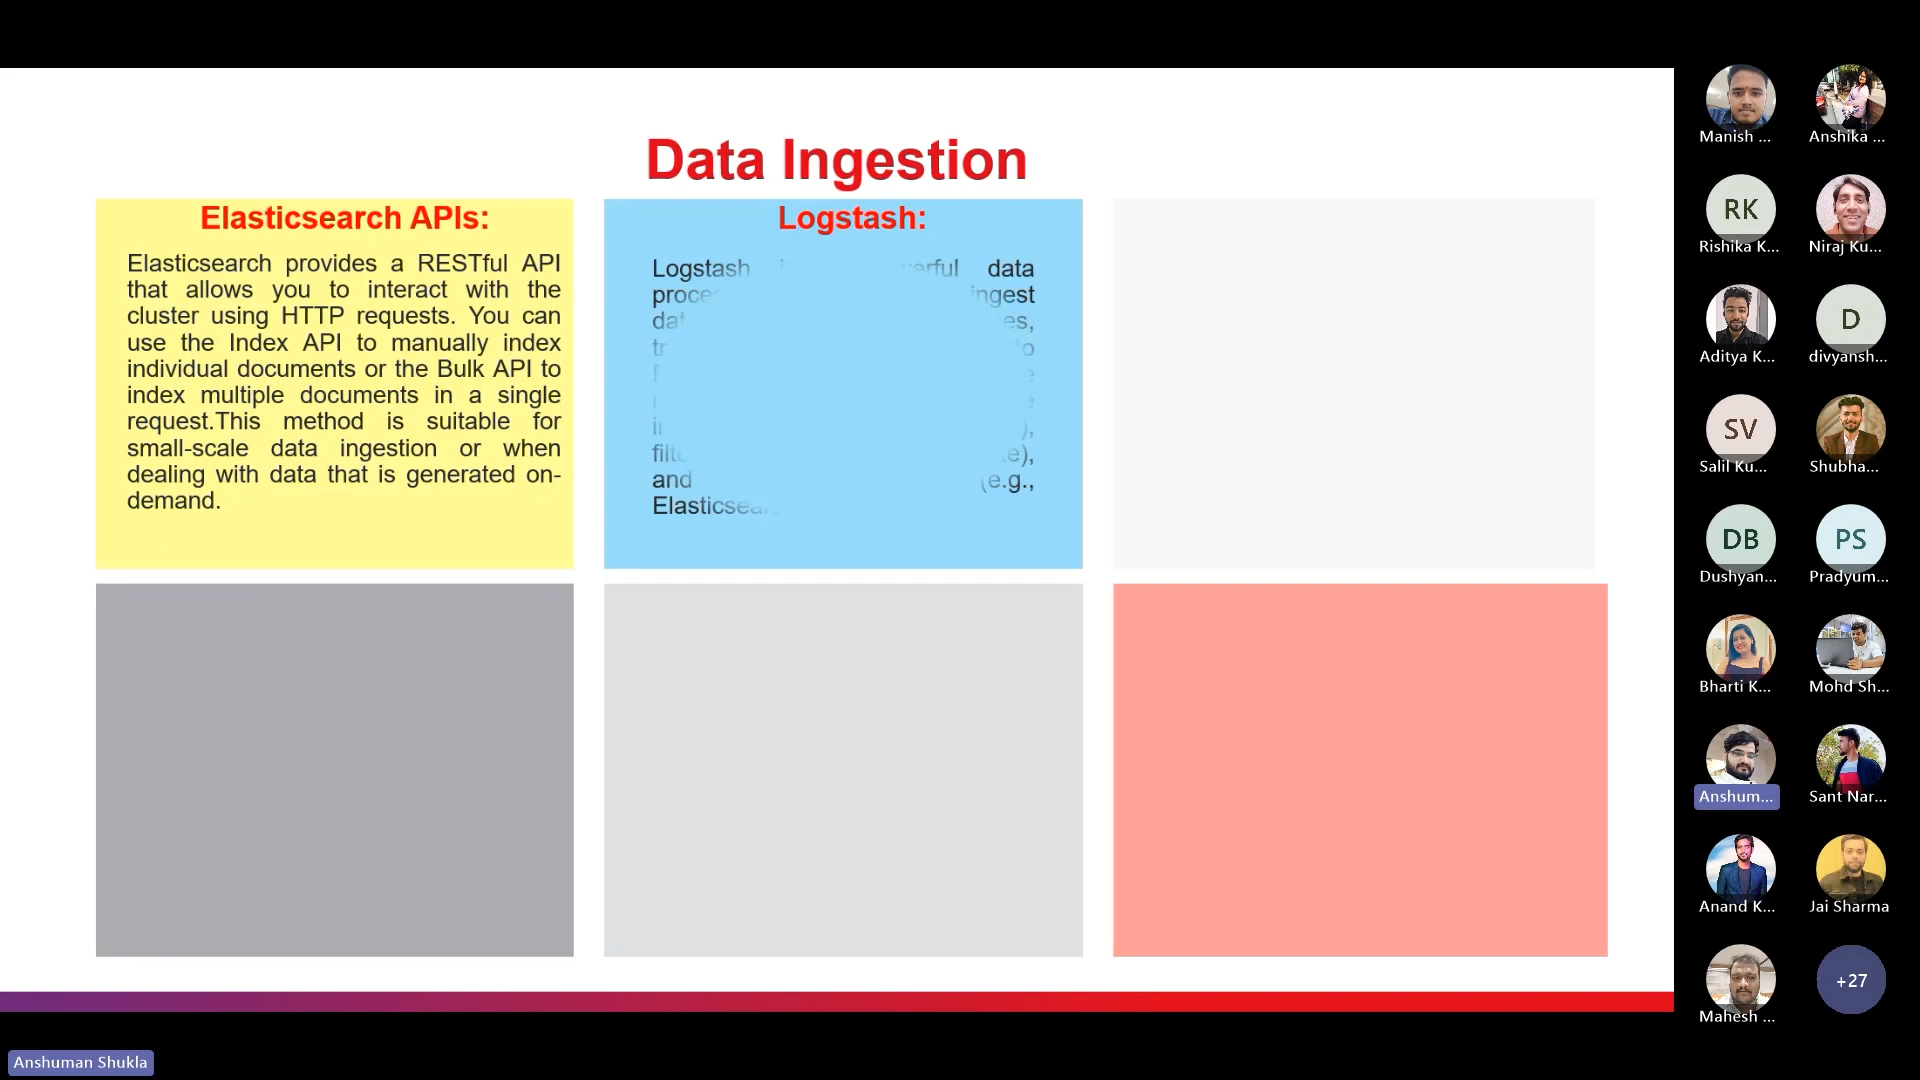 Data Ingestion
Elasticsearch APIs:
Elasticsearch provides a RESTful API
that allows you to interact with the
cluster using HTTP requests. You can
use the Index API to manually index
individual documents or the Bulk API to
index multiple documents in a single
request.This method is suitable for
small-scale data ingestion or when
dealing with data that is generated on-
demand.
Logstash:
Logstash data
ingest
and (e.g.,
Manish ...
Anshika ...
RK
Rishika K...
Niraj Ku...
Aditya K...
D
divyansh...
SV
Salil Ku...
Shubha...
DB
Dushyan...
PS
Pradyum...
Bharti K...
Mohd Sh...
Anshum...
Sant Nar...
Anand K...
Jai Sharma
Mahesh ...
+27
Anshuman Shukla